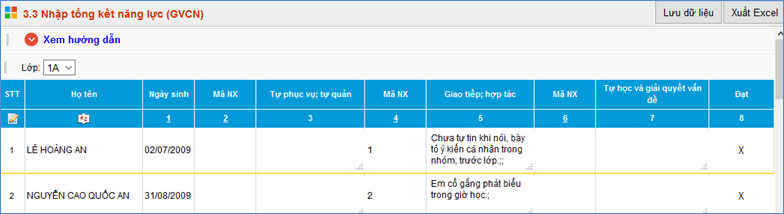 3.3 Nhập tổng kết năng lực (GVCN) Lưu dữ liệu Xuất Excel
Xem hướng dẫn
Lớp: 1A
STT Họ tên Ngày sinh Mã NX Tự phục vụ; tự quản Mã NX Giao tiếp; hợp tác Mã NX Tự học và giải quyết vấn
đề Đạt
1 2 3 4 5 6 7 8
1 LÊ HOÀNG AN 02/07/2009 1 Chưa tự tin khi nói, bày
tỏ ý kiến cá nhân trong
nhóm, trước lớp.;; X
2 NGUYỄN CAO QUỐC AN 31/08/2009 2 Em cố gắng phát biểu
trong giờ học.; X